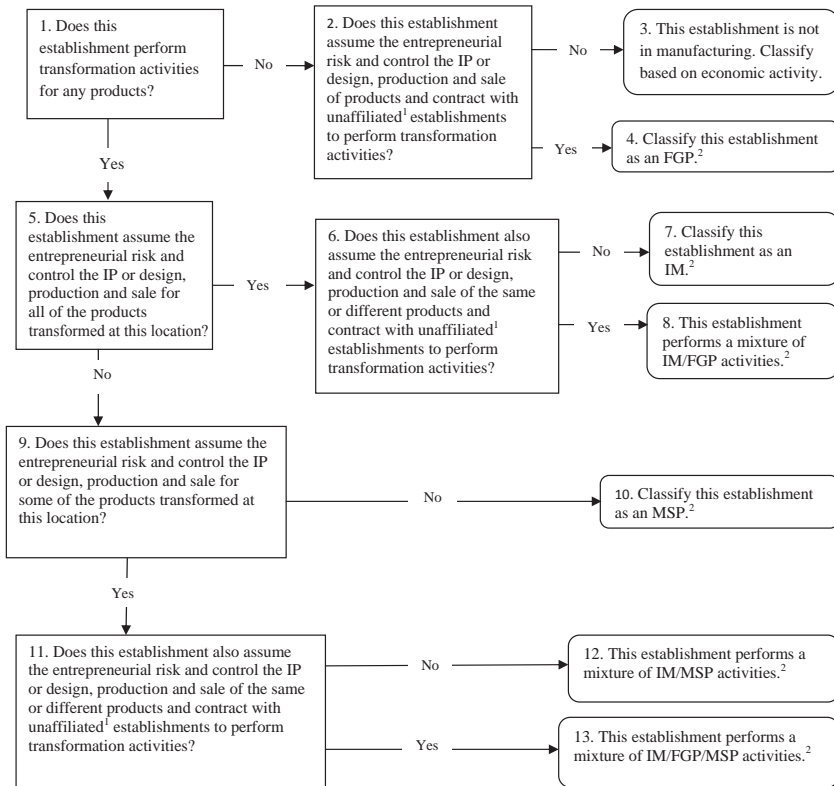 1. Does this
establishment perform
transformation activities
for any products?
No
2. Does this establishment
assume the entrepreneurial
risk and control the IP or
design, production and sale
of products and contract with
unaffiliated¹ establishments
to perform transformation
activities?
No
3. This establishment is not
in manufacturing. Classify
based on economic activity.
Yes
4. Classify this establishment
as an FGP.²
Yes
5. Does this
establishment assume the
entrepreneurial risk and
control the IP or design,
production and sale for
all of the products
transformed at this location?
Yes
6. Does this establishment also
assume the entrepreneurial risk
and control the IP or design,
production and sale of the same
or different products and
contract with unaffiliated¹
establishments to perform
transformation activities?
No
7. Classify this
establishment as an
IM.²
Yes
8. This establishment
performs a mixture of
IM/FGP activities.²
No
9. Does this establishment assume the
entrepreneurial risk and control the IP
or design, production and sale for
some of the products transformed at
this location?
No
10. Classify this establishment
as an MSP.²
Yes
11. Does this establishment also assume
the entrepreneurial risk and control the IP
or design, production and sale of the same
or different products and contract with
unaffiliated¹ establishments to perform
transformation activities?
No
12. This establishment performs a
mixture of IM/MSP activities.²
Yes
13. This establishment performs a
mixture of IM/FGP/MSP activities.²